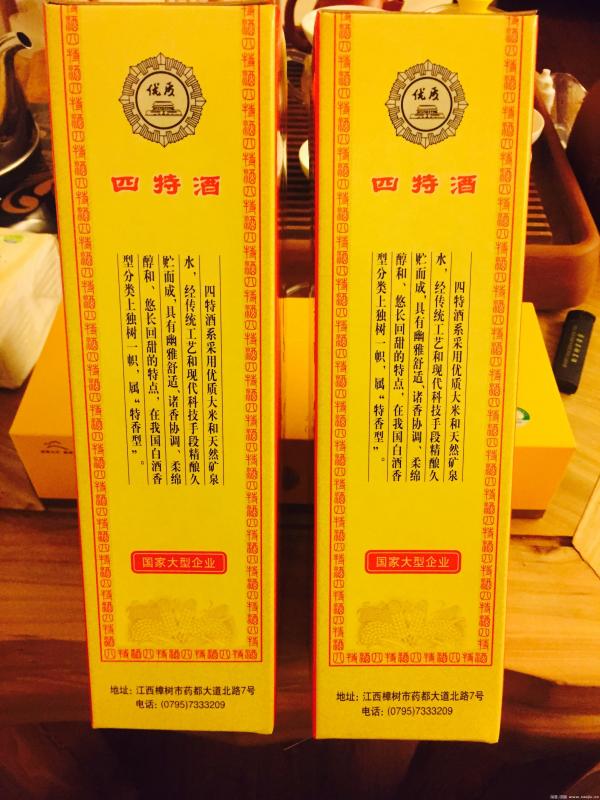 优质
四特酒
四特酒系采用优质大米和天然矿泉
水，经传统工艺和现代科技手段精酿久
贮而成，具有幽雅舒适、诸香协调、柔绵
醇和、悠长回甜的特点，在我国白酒香
型分类上独树一帜，属“特香型”。
国家大型企业
地址：江西樟树市药都大道北路7号
电话：(0795)7333209
优质
四特酒
四特酒系采用优质大米和天然矿泉
水，经传统工艺和现代科技手段精酿久
贮而成，具有幽雅舒适、诸香协调、柔绵
醇和、悠长回甜的特点，在我国白酒香
型分类上独树一帜，属“特香型”。
国家大型企业
地址：江西樟树市药都大道北路7号
电话：(0795)7333209